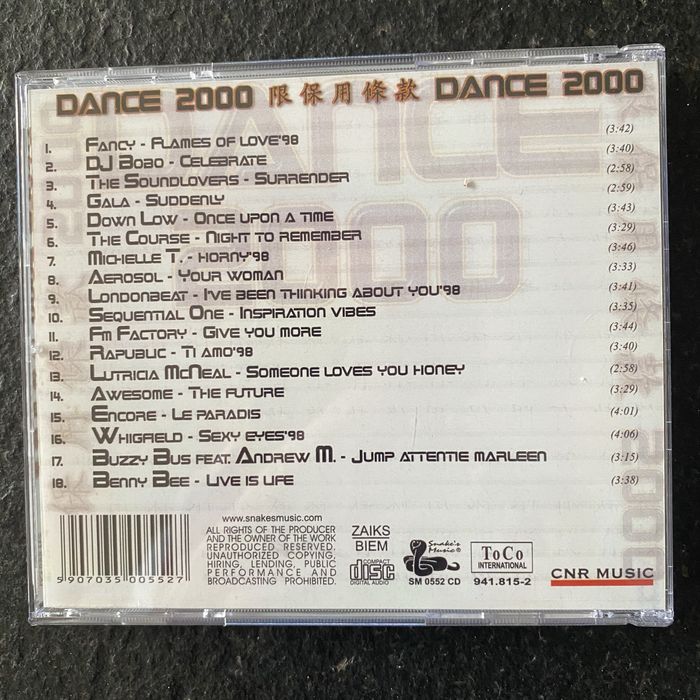 DANCE 2000 限保用條款 DANCE 2000
1. Fancy - Flames of love'98 (3:42)
2. DJ Bobo - Celebrate (3:40)
3. The Soundlovers - Surrender (2:58)
4. Gala - Suddenly (2:59)
5. Down Low - Once upon a time (3:43)
6. The Course - Night to remember (3:29)
7. Michelle T. - Horny'98 (3:46)
8. Aerosol - Your woman (3:33)
9. Londonbeat - I've been thinking about you'98 (3:41)
10. Sequential One - Inspiration vibes (3:35)
11. Fm Factory - Give you more (3:44)
12. Rapublic - Ti amo'98 (3:40)
13. Lutricia McNeal - Someone loves you honey (2:58)
14. Awesome - The future (3:29)
15. Encore - Le paradis (4:01)
16. Whigfield - Sexy eyes'98 (4:06)
17. Buzzy Bus feat. Andrew M. - Jump attentie marleen (3:15)
18. Benny Bee - Live is life (3:38)
5 907035 005527
www.snakesmusic.com
ALL RIGHTS OF THE PRODUCER
AND THE OWNER OF THE WORK
REPRODUCED RESERVED.
UNAUTHORIZED COPYING,
HIRING, LENDING, PUBLIC
PERFORMANCE AND
BROADCASTING PROHIBITED.
ZAIKS
BIEM
COMPACT
disc
DIGITAL AUDIO
Snake's
Music®
SM 0552 CD
ToCo
INTERNATIONAL
941.815-2
CNR MUSIC
DANCE
2000